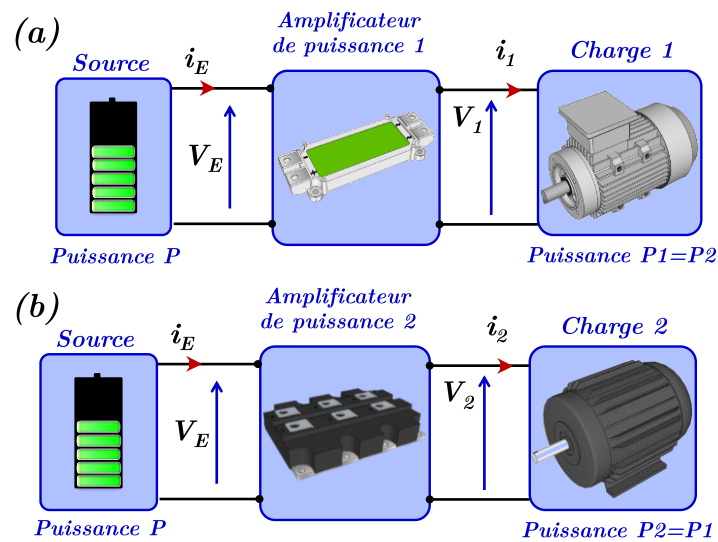 (a)
Source
i_E
Amplificateur
de puissance 1
i_1
Charge 1
V_E
V_1
Puissance P
Puissance P1=P2
(b)
Source
i_E
Amplificateur
de puissance 2
i_2
Charge 2
V_E
V_2
Puissance P
Puissance P2=P1